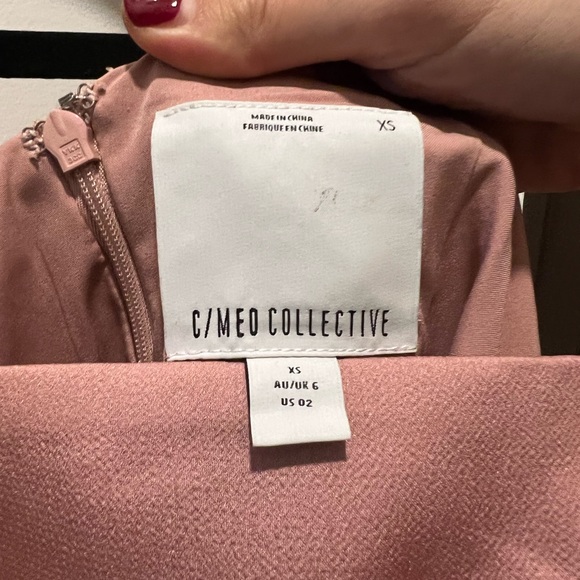 MADE IN CHINA
FABRIQUE EN CHINE
XS
C/MEO COLLECTIVE
XS
AU/UK 6
US 02